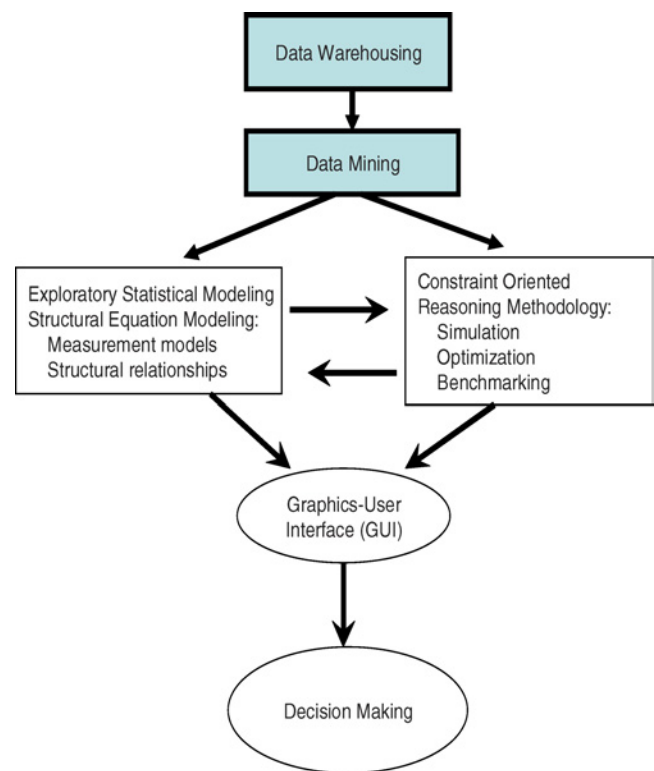 Data Warehousing
Data Mining
Exploratory Statistical Modeling
Structural Equation Modeling:
Measurement models
Structural relationships
Constraint Oriented
Reasoning Methodology:
Simulation
Optimization
Benchmarking
Graphics-User
Interface (GUI)
Decision Making